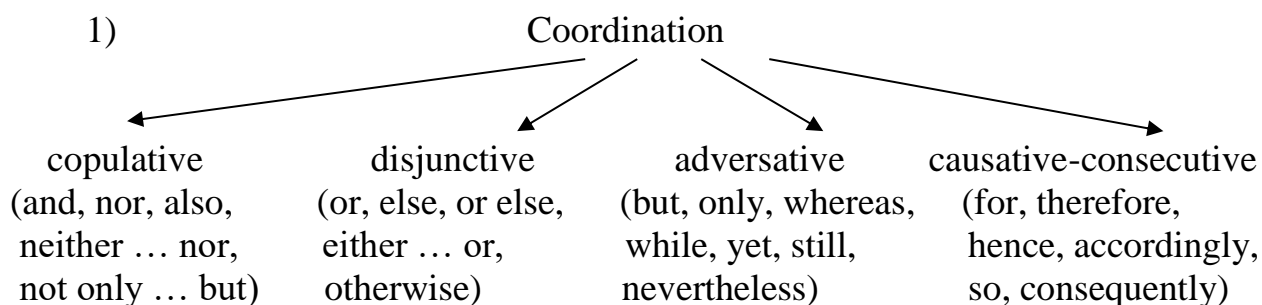 1) Coordination
copulative disjunctive adversative causative-consecutive
(and, nor, also, (or, else, or else, (but, only, whereas, (for, therefore,
neither … nor, either … or, while, yet, still, hence, accordingly,
not only … but) otherwise) nevertheless) so, consequently)